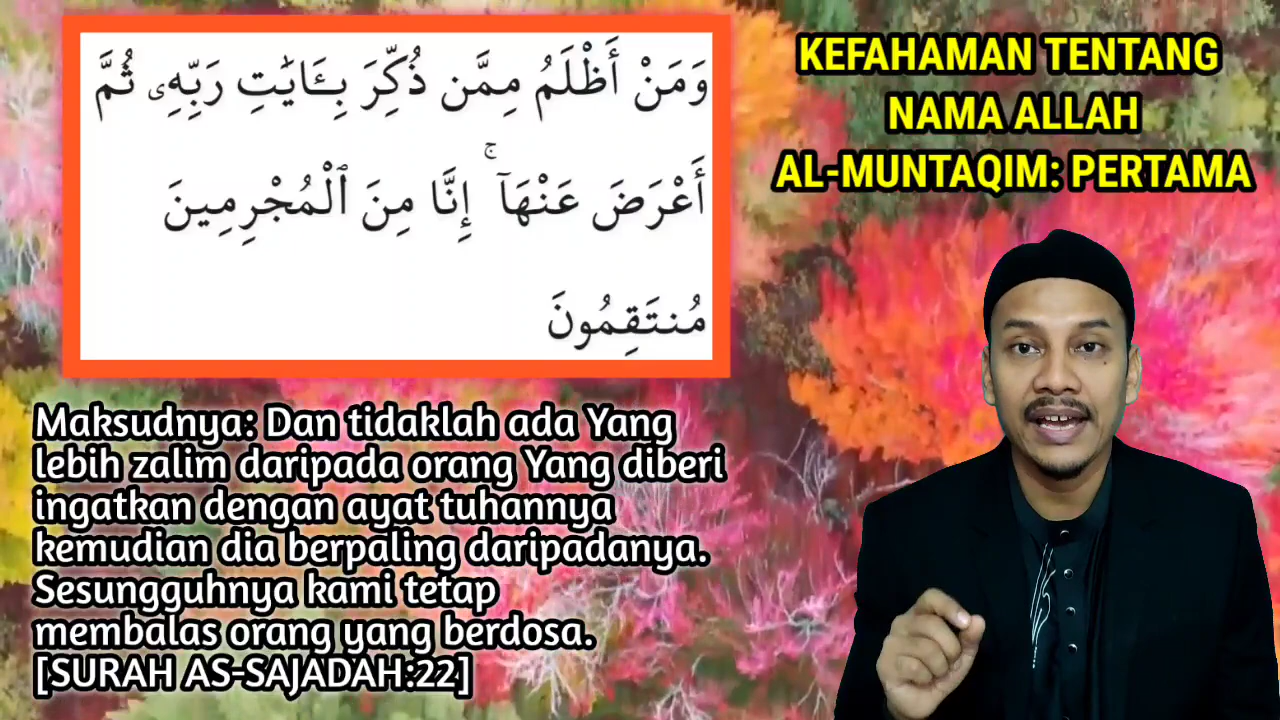 وَمَنْ أَظْلَمُ مِمَّن ذُكِّرَ بِـَٔايَٰتِ رَبِّهِۦ ثُمَّ
أَعْرَضَ عَنْهَآ ۚ إِنَّا مِنَ ٱلْمُجْرِمِينَ
مُنتَقِمُونَ
KEFAHAMAN TENTANG
NAMA ALLAH
AL-MUNTAQIM: PERTAMA
Maksudnya: Dan tidaklah ada Yang
lebih zalim daripada orang Yang diberi
ingatkan dengan ayat tuhannya
kemudian dia berpaling daripadanya.
Sesungguhnya kami tetap
membalas orang yang berdosa.
[SURAH AS-SAJADAH:22]